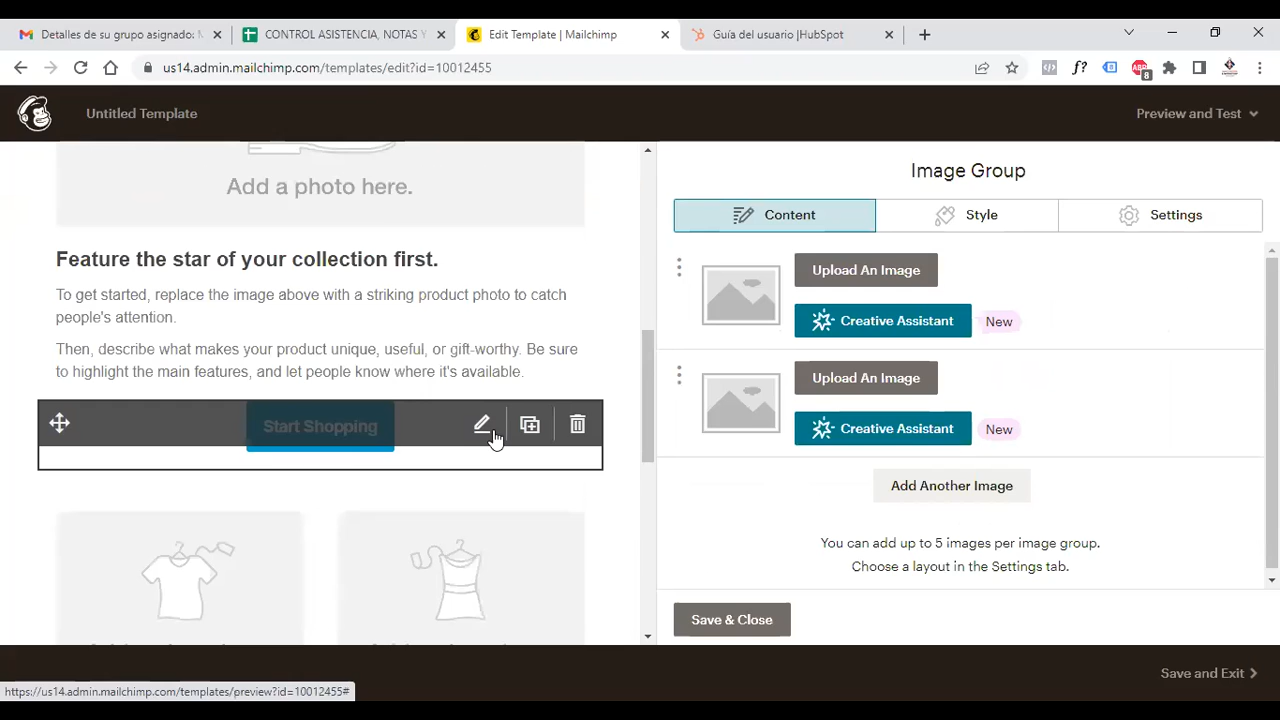 Detalles de su grupo asignado: N
CONTROL ASISTENCIA, NOTAS Y
Edit Template | Mailchimp
Guía del usuario |HubSpot
us14.admin.mailchimp.com/templates/edit?id=10012455
f?
ABP
8
Untitled Template
Preview and Test
Add a photo here.
Feature the star of your collection first.
To get started, replace the image above with a striking product photo to catch
people's attention.
Then, describe what makes your product unique, useful, or gift-worthy. Be sure
to highlight the main features, and let people know where it's available.
Start Shopping
Image Group
Content
Style
Settings
Upload An Image
Creative Assistant
New
Upload An Image
Creative Assistant
New
Add Another Image
You can add up to 5 images per image group.
Choose a layout in the Settings tab.
Save & Close
Save and Exit
https://us14.admin.mailchimp.com/templates/preview?id=10012455#